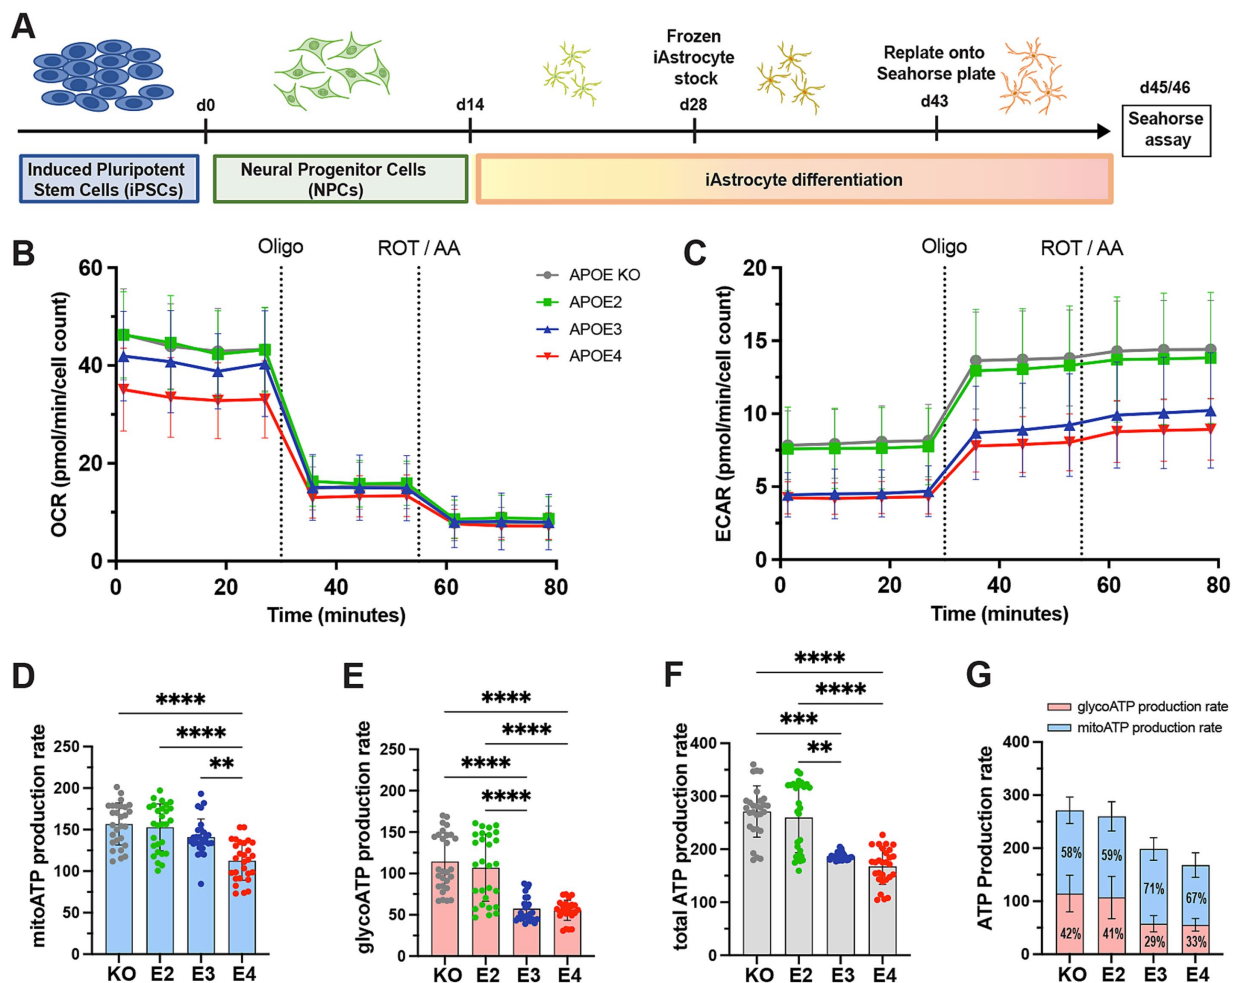 A
Frozen
iAstrocyte
stock
Replate onto
Seahorse plate
d0
d14
d28
d43
d45/46
Seahorse
assay
Induced Pluripotent
Stem Cells (iPSCs)
Neural Progenitor Cells
(NPCs)
iAstrocyte differentiation
B
Oligo
ROT / AA
OCR (pmol/min/cell count)
60
40
20
0
0 20 40 60 80
Time (minutes)
APOE KO
APOE2
APOE3
APOE4
C
Oligo
ROT / AA
ECAR (pmol/min/cell count)
20
15
10
5
0
0 20 40 60 80
Time (minutes)
D
mitoATP production rate
250
200
150
100
50
0
****
****
**
KO E2 E3 E4
E
glycoATP production rate
250
200
150
100
50
0
****
****
****
****
KO E2 E3 E4
F
total ATP production rate
400
300
200
100
0
****
****
***
**
KO E2 E3 E4
G
glycoATP production rate
mitoATP production rate
ATP Production rate
400
300
200
100
0
58% 59% 71% 67%
42% 41% 29% 33%
KO E2 E3 E4